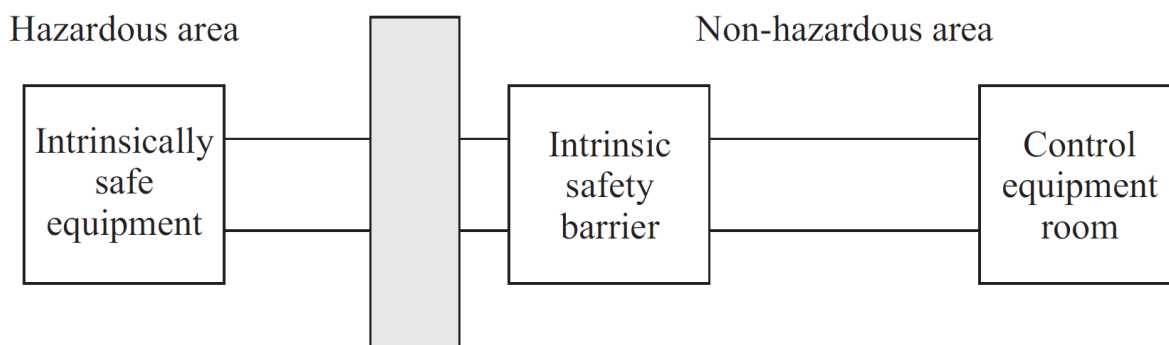 Hazardous area
Non-hazardous area
Intrinsically
safe
equipment
Intrinsic
safety
barrier
Control
equipment
room